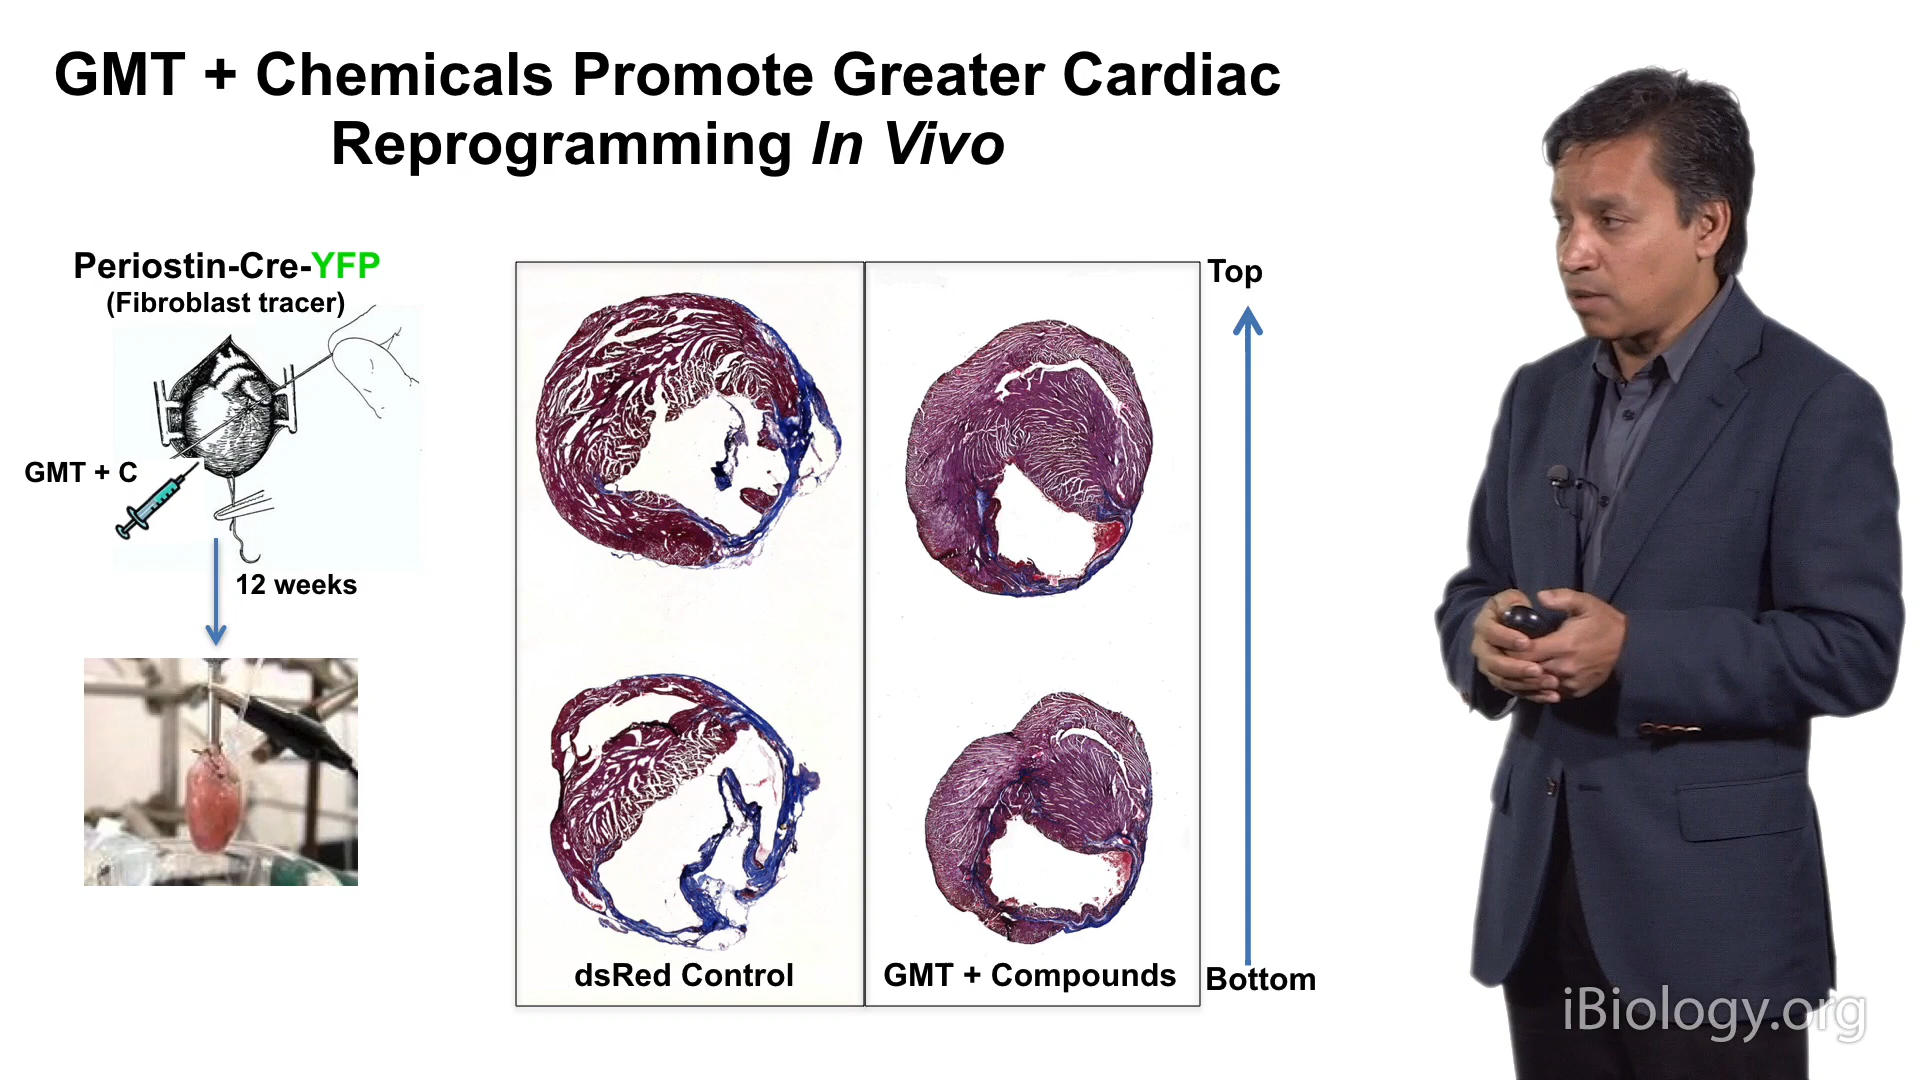 GMT + Chemicals Promote Greater Cardiac
Reprogramming In Vivo
Periostin-Cre-YFP
(Fibroblast tracer)
GMT + C
12 weeks
Top
dsRed Control
GMT + Compounds
Bottom
iBiology.org